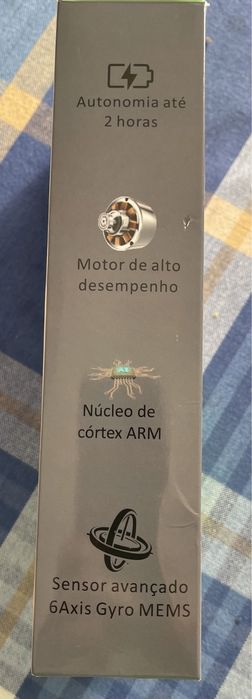 Autonomia até
2 horas
Motor de alto
desempenho
Núcleo de
córtex ARM
Sensor avançado
6Axis Gyro MEMS